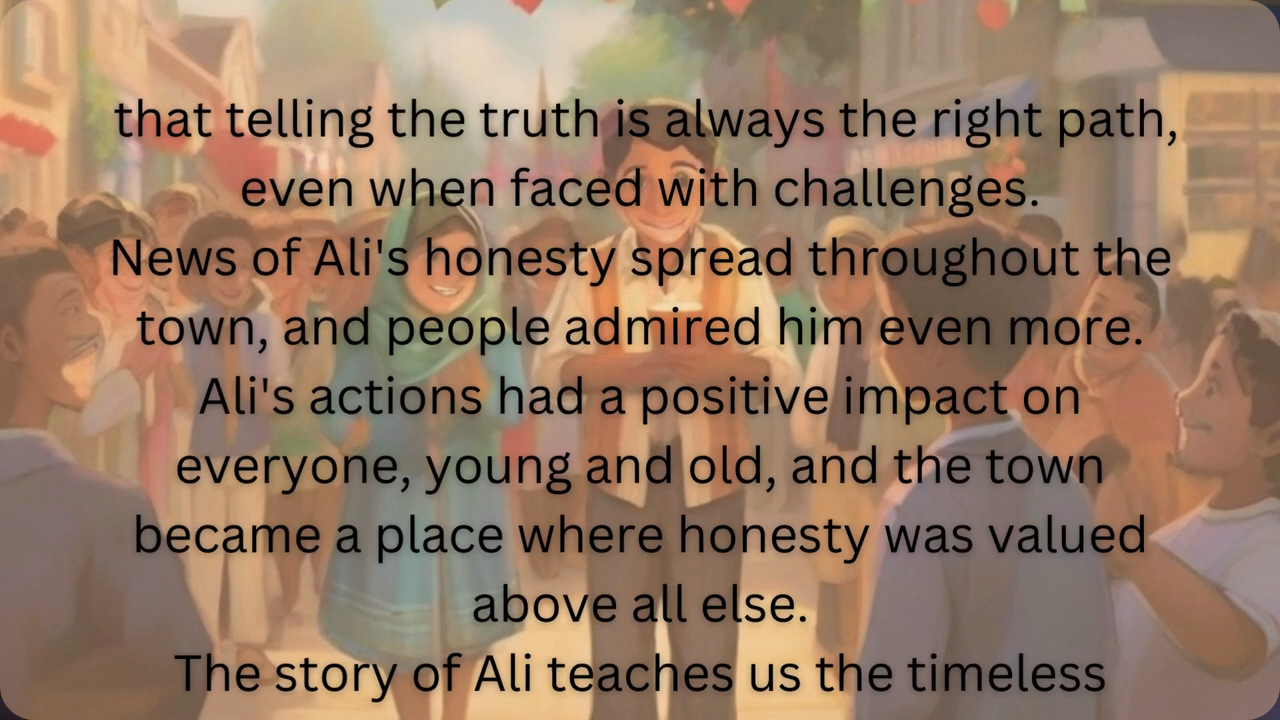 that telling the truth is always the right path,
even when faced with challenges.
News of Ali's honesty spread throughout the
town, and people admired him even more.
Ali's actions had a positive impact on
everyone, young and old, and the town
became a place where honesty was valued
above all else.
The story of Ali teaches us the timeless